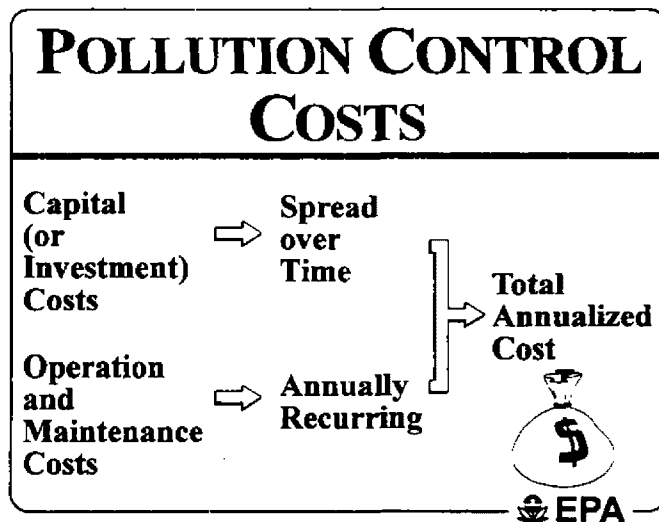 POLLUTION CONTROL
COSTS
Capital
(or
Investment)
Costs
Spread
over
Time
Operation
and
Maintenance
Costs
Annually
Recurring
Total
Annualized
Cost
$
EPA